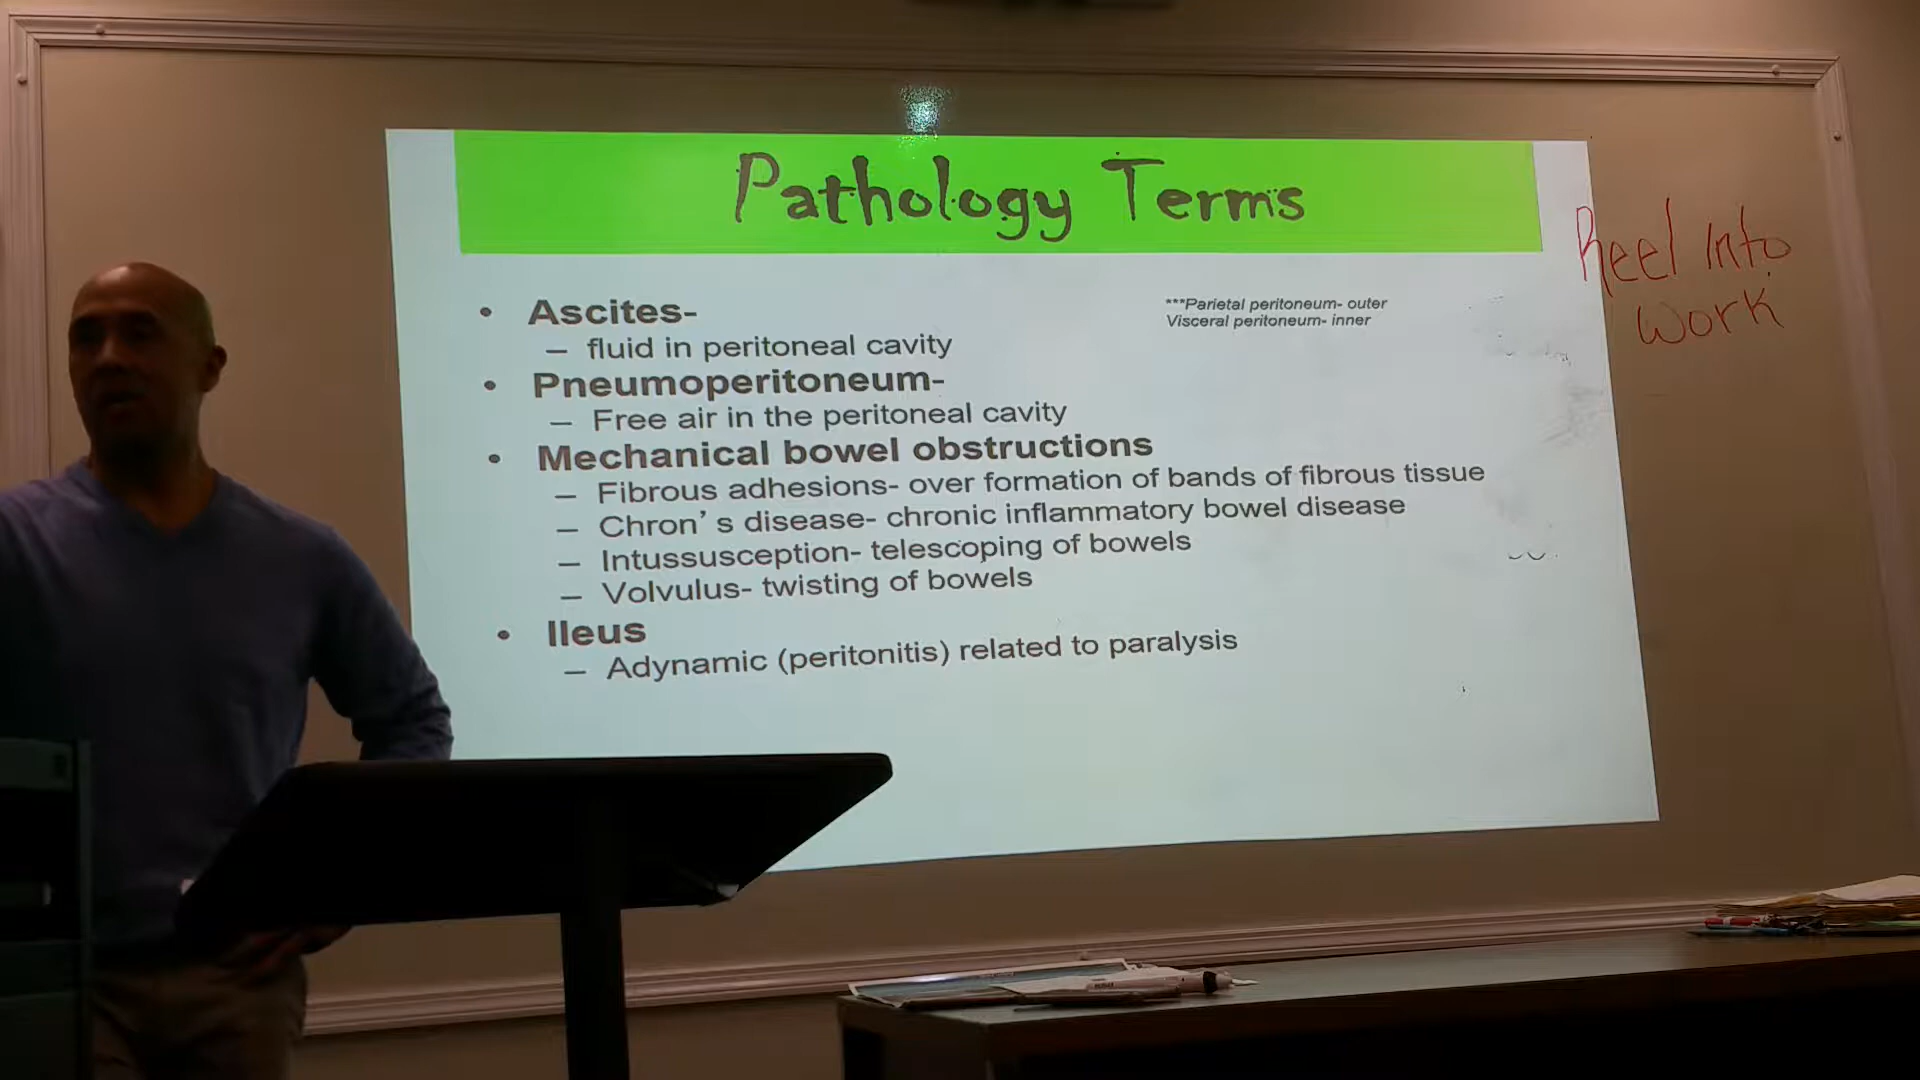 Pathology Terms
• Ascites-
– fluid in peritoneal cavity
***Parietal peritoneum- outer
Visceral peritoneum- inner
• Pneumoperitoneum-
– Free air in the peritoneal cavity
• Mechanical bowel obstructions
– Fibrous adhesions- over formation of bands of fibrous tissue
– Chron’s disease- chronic inflammatory bowel disease
– Intussusception- telescoping of bowels
– Volvulus- twisting of bowels
• Ileus
– Adynamic (peritonitis) related to paralysis
Reel into
work